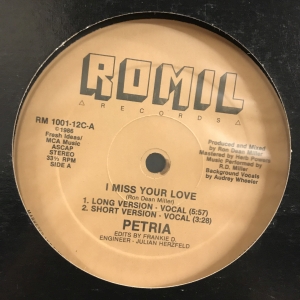 ROMIL
RECORDS
RM 1001-12C-A
℗1986
Fresh Ideas/
MCA Music
ASCAP
STEREO
33⅓ RPM
SIDE A
Produced and Mixed
by Ron Dean Miller
Mastered by Herb Powers
Music Performed by
R.D. Miller
Background Vocals
by Audrey Wheeler
I MISS YOUR LOVE
(Ron Dean Miller)
1. LONG VERSION - VOCAL (5:57)
2. SHORT VERSION - VOCAL (3:28)
PETRIA
EDITS BY FRANKIE D.
ENGINEER - JULIAN HERZFELD